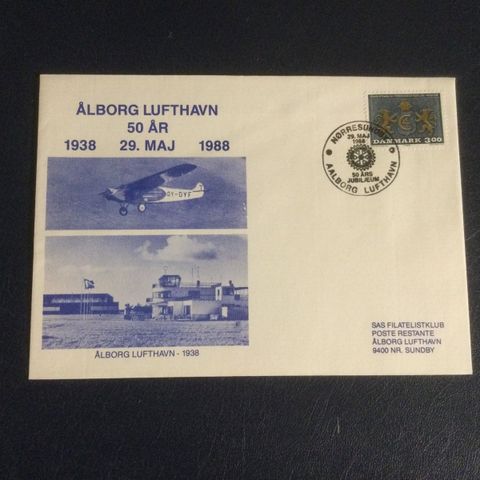 ÅLBORG LUFTHAVN
50 ÅR
1938 29. MAJ 1988
OY-DYF
ÅLBORG LUFTHAVN - 1938
NØRRESUNDBY
29. MAJ
1988
50 ÅRS
JUBILÆUM
AALBORG LUFTHAVN
DANMARK 3.00
SAS FILATELISTKLUB
POSTE RESTANTE
ÅLBORG LUFTHAVN
9400 NR. SUNDBY